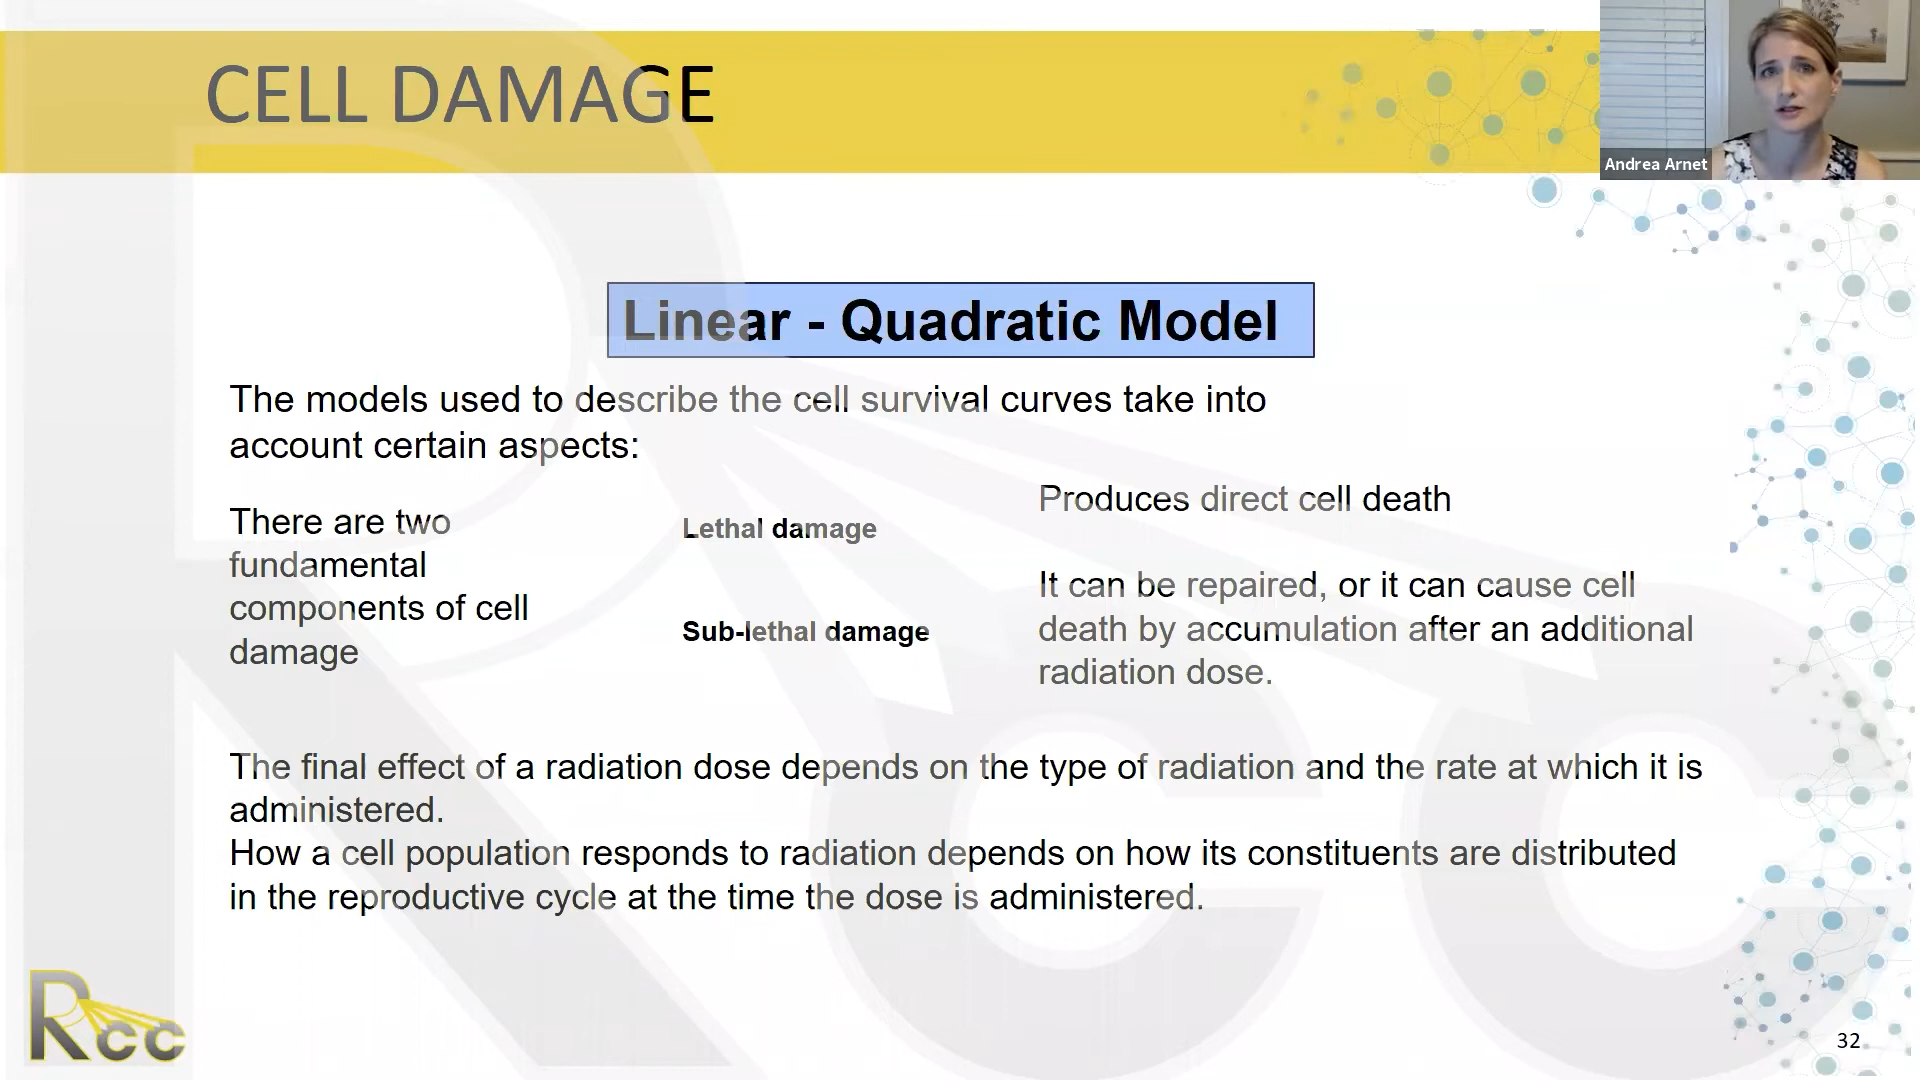 CELL DAMAGE
Andrea Arnet
Linear - Quadratic Model
The models used to describe the cell survival curves take into
account certain aspects:
There are two
fundamental
components of cell
damage
Lethal damage
Sub-lethal damage
Produces direct cell death
It can be repaired, or it can cause cell
death by accumulation after an additional
radiation dose.
The final effect of a radiation dose depends on the type of radiation and the rate at which it is
administered.
How a cell population responds to radiation depends on how its constituents are distributed
in the reproductive cycle at the time the dose is administered.
Rcc
32